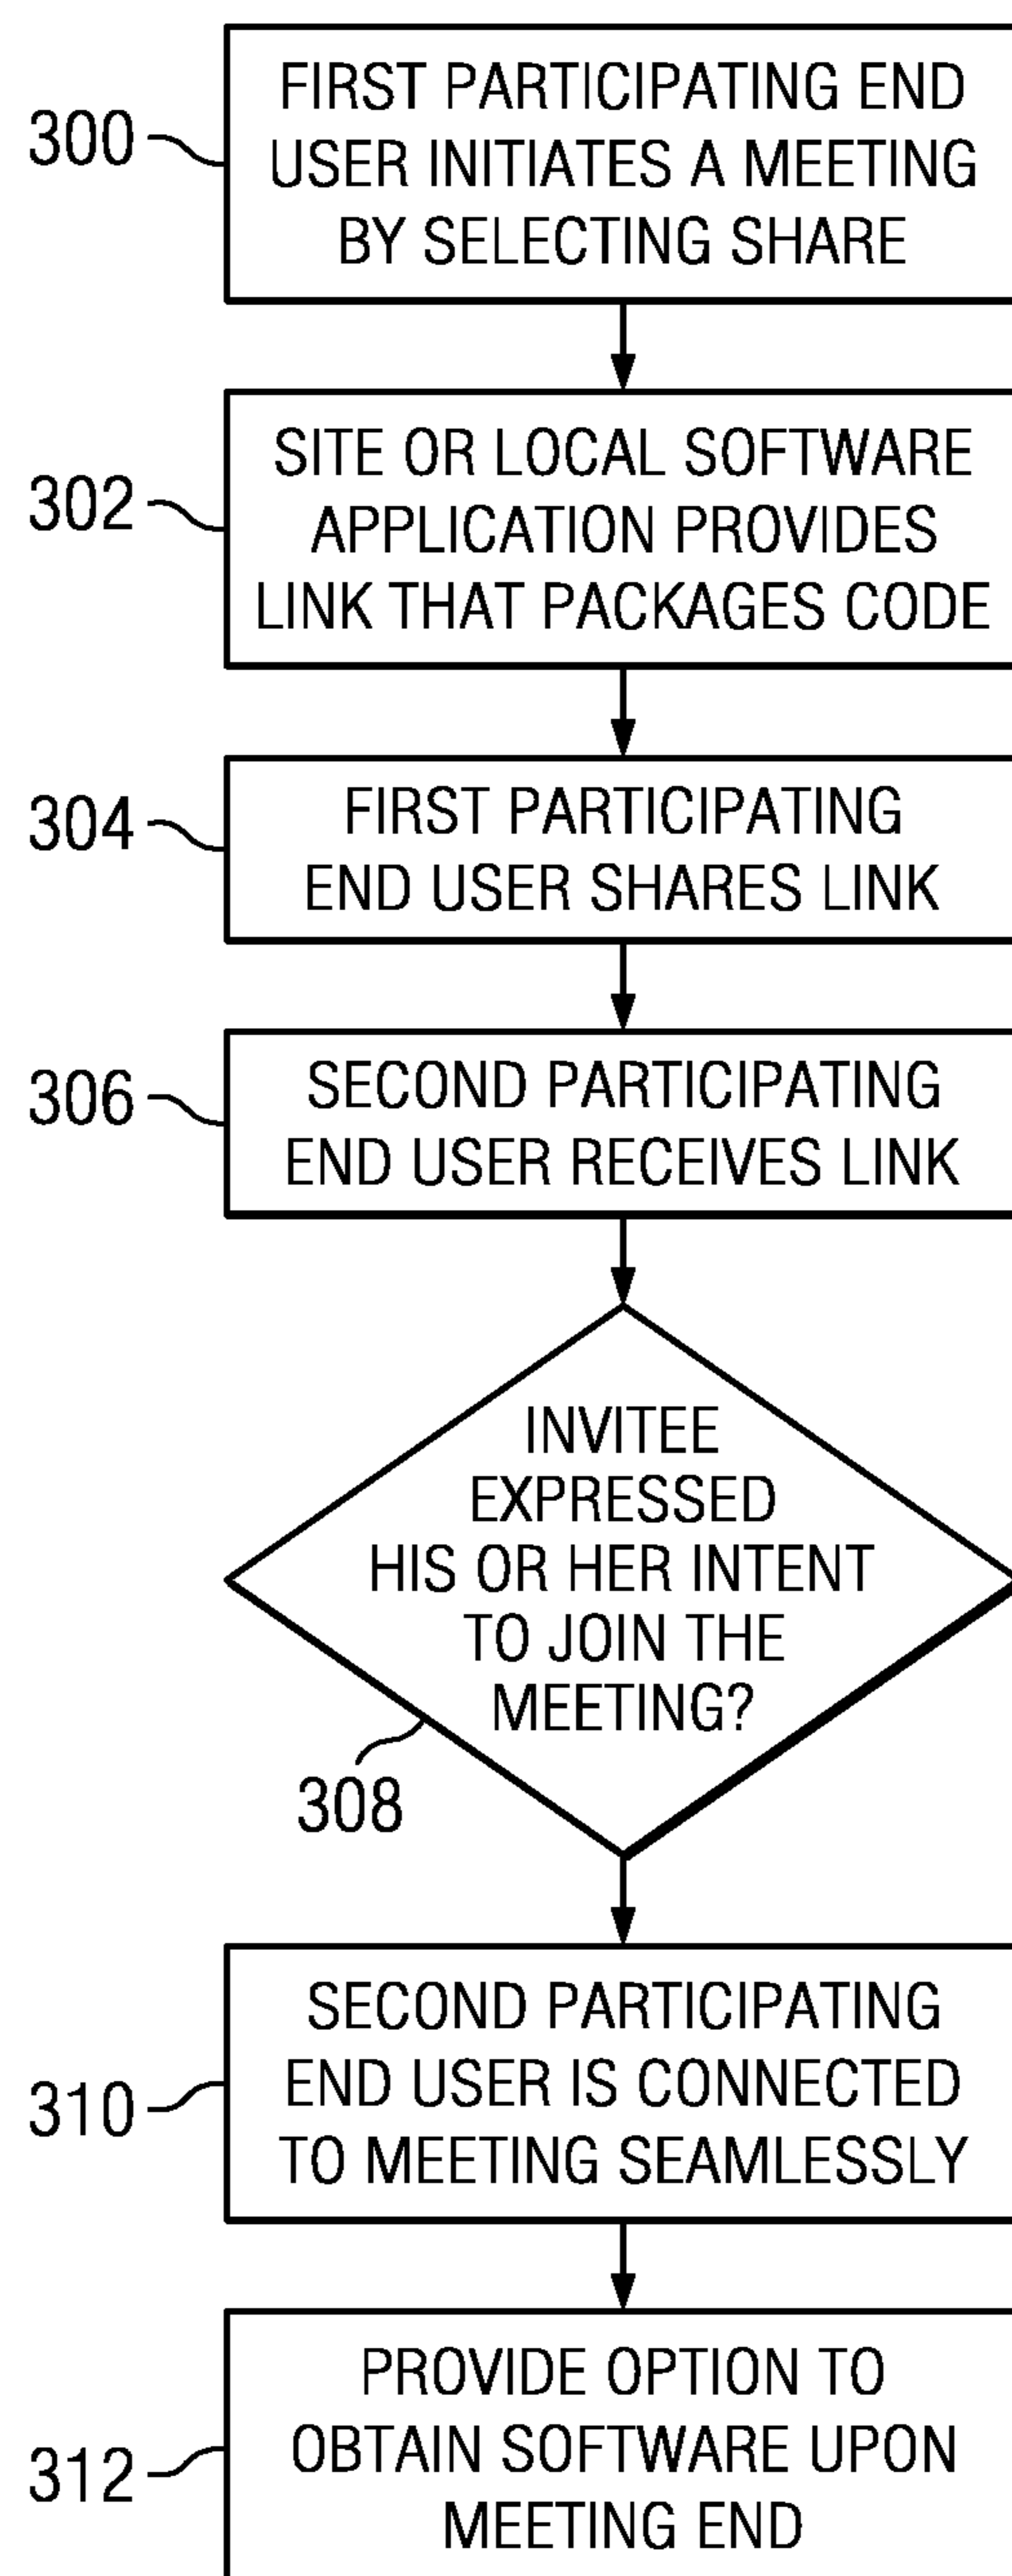 300
FIRST PARTICIPATING END
USER INITIATES A MEETING
BY SELECTING SHARE
302
SITE OR LOCAL SOFTWARE
APPLICATION PROVIDES
LINK THAT PACKAGES CODE
304
FIRST PARTICIPATING
END USER SHARES LINK
306
SECOND PARTICIPATING
END USER RECEIVES LINK
INVITEE
EXPRESSED
HIS OR HER INTENT
TO JOIN THE
MEETING?
308
310
SECOND PARTICIPATING
END USER IS CONNECTED
TO MEETING SEAMLESSLY
312
PROVIDE OPTION TO
OBTAIN SOFTWARE UPON
MEETING END